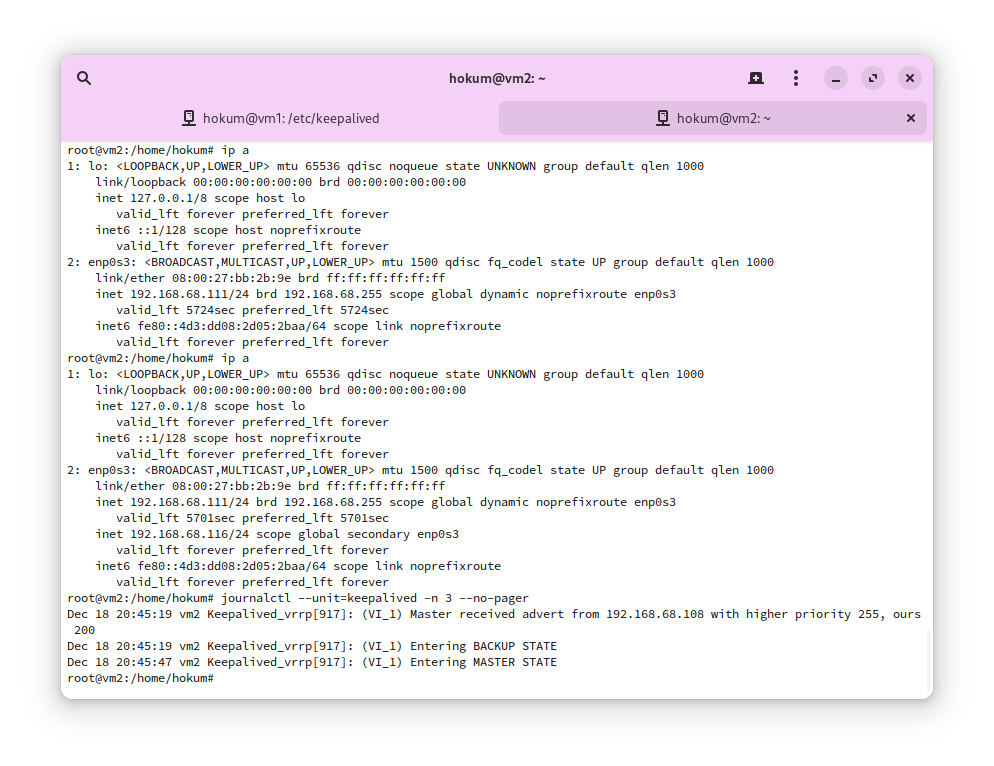 hokum@vm2: ~
hokum@vm1: /etc/keepalived
hokum@vm2: ~
root@vm2:/home/hokum# ip a
1: lo: <LOOPBACK,UP,LOWER_UP> mtu 65536 qdisc noqueue state UNKNOWN group default qlen 1000
    link/loopback 00:00:00:00:00:00 brd 00:00:00:00:00:00
    inet 127.0.0.1/8 scope host lo
       valid_lft forever preferred_lft forever
    inet6 ::1/128 scope host noprefixroute
       valid_lft forever preferred_lft forever
2: enp0s3: <BROADCAST,MULTICAST,UP,LOWER_UP> mtu 1500 qdisc fq_codel state UP group default qlen 1000
    link/ether 08:00:27:bb:2b:9e brd ff:ff:ff:ff:ff:ff
    inet 192.168.68.111/24 brd 192.168.68.255 scope global dynamic noprefixroute enp0s3
       valid_lft 5724sec preferred_lft 5724sec
    inet6 fe80::4d3:dd08:2d05:2baa/64 scope link noprefixroute
       valid_lft forever preferred_lft forever
root@vm2:/home/hokum# ip a
1: lo: <LOOPBACK,UP,LOWER_UP> mtu 65536 qdisc noqueue state UNKNOWN group default qlen 1000
    link/loopback 00:00:00:00:00:00 brd 00:00:00:00:00:00
    inet 127.0.0.1/8 scope host lo
       valid_lft forever preferred_lft forever
    inet6 ::1/128 scope host noprefixroute
       valid_lft forever preferred_lft forever
2: enp0s3: <BROADCAST,MULTICAST,UP,LOWER_UP> mtu 1500 qdisc fq_codel state UP group default qlen 1000
    link/ether 08:00:27:bb:2b:9e brd ff:ff:ff:ff:ff:ff
    inet 192.168.68.111/24 brd 192.168.68.255 scope global dynamic noprefixroute enp0s3
       valid_lft 5701sec preferred_lft 5701sec
    inet 192.168.68.116/24 scope global secondary enp0s3
       valid_lft forever preferred_lft forever
    inet6 fe80::4d3:dd08:2d05:2baa/64 scope link noprefixroute
       valid_lft forever preferred_lft forever
root@vm2:/home/hokum# journalctl --unit=keepalived -n 3 --no-pager
Dec 18 20:45:19 vm2 Keepalived_vrrp[917]: (VI_1) Master received advert from 192.168.68.108 with higher priority 255, ours
 200
Dec 18 20:45:19 vm2 Keepalived_vrrp[917]: (VI_1) Entering BACKUP STATE
Dec 18 20:45:47 vm2 Keepalived_vrrp[917]: (VI_1) Entering MASTER STATE
root@vm2:/home/hokum#